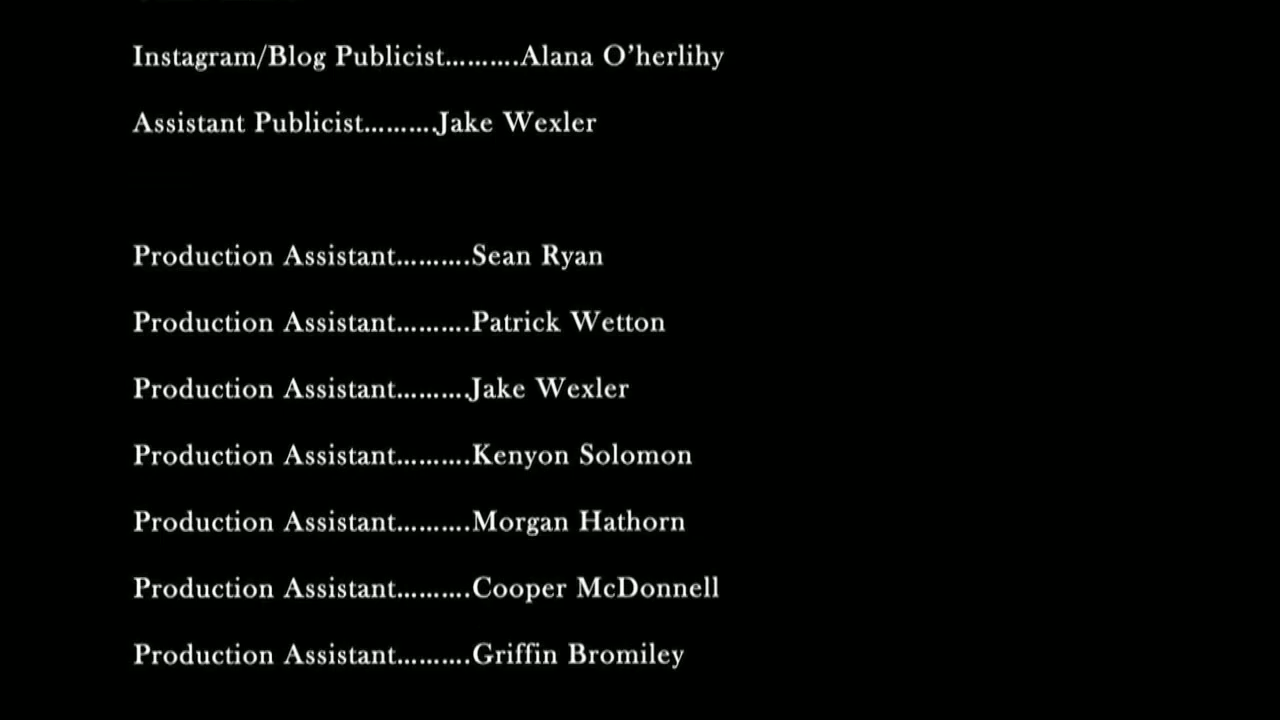 Instagram/Blog Publicist..........Alana O’herlihy
Assistant Publicist..........Jake Wexler
Production Assistant..........Sean Ryan
Production Assistant..........Patrick Wetton
Production Assistant..........Jake Wexler
Production Assistant..........Kenyon Solomon
Production Assistant..........Morgan Hathorn
Production Assistant..........Cooper McDonnell
Production Assistant..........Griffin Bromiley